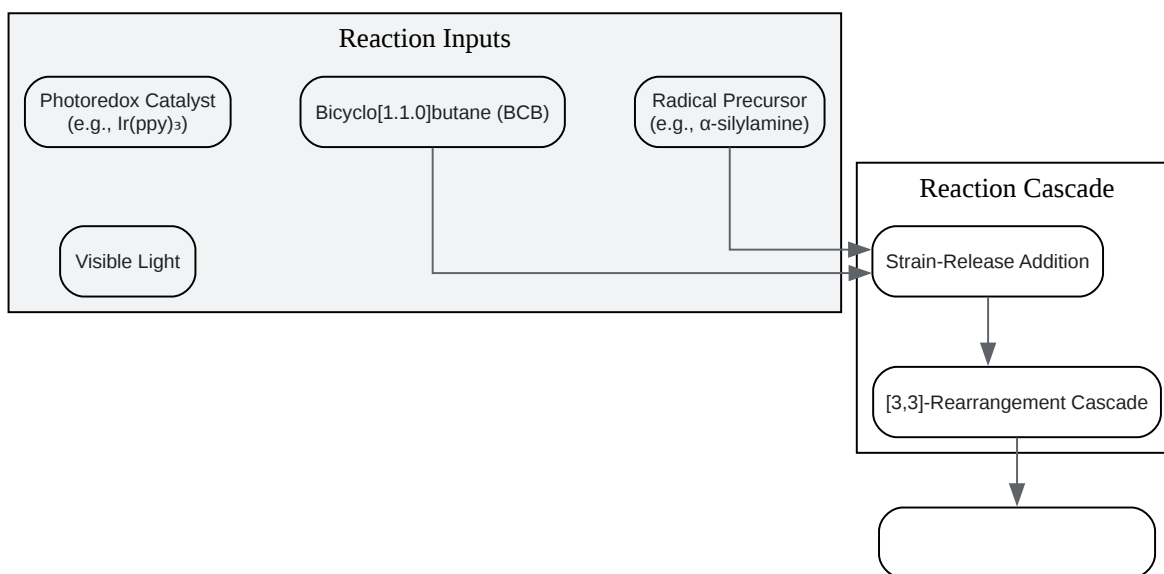 Reaction Inputs
Photoredox Catalyst
(e.g., Ir(ppy)₃)
Bicyclo[1.1.0]butane (BCB)
Radical Precursor
(e.g., α-silylamine)
Visible Light
Reaction Cascade
Strain-Release Addition
[3,3]-Rearrangement Cascade